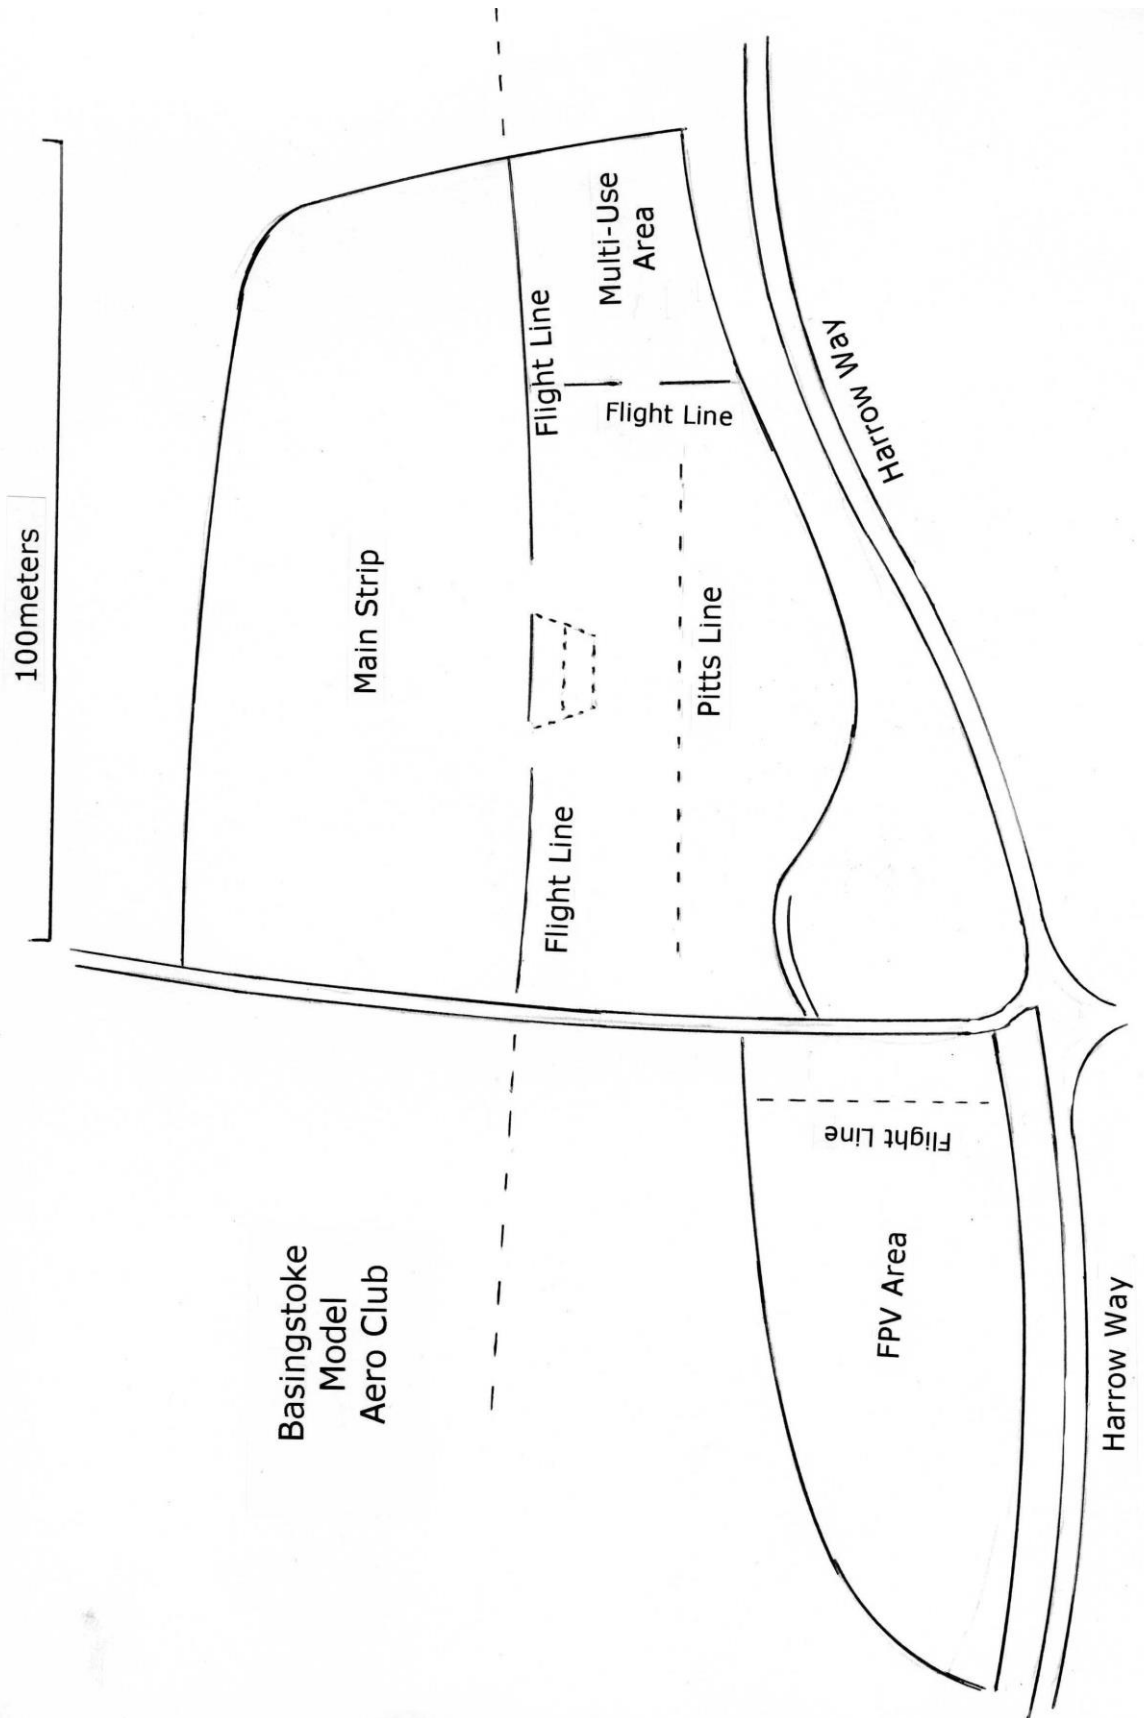 100meters
Main Strip
Flight Line
Multi-Use
Area
Flight Line
Pitts Line
Flight Line
Harrow Way
Basingstoke
Model
Aero Club
Flight Line
FPV Area
Harrow Way